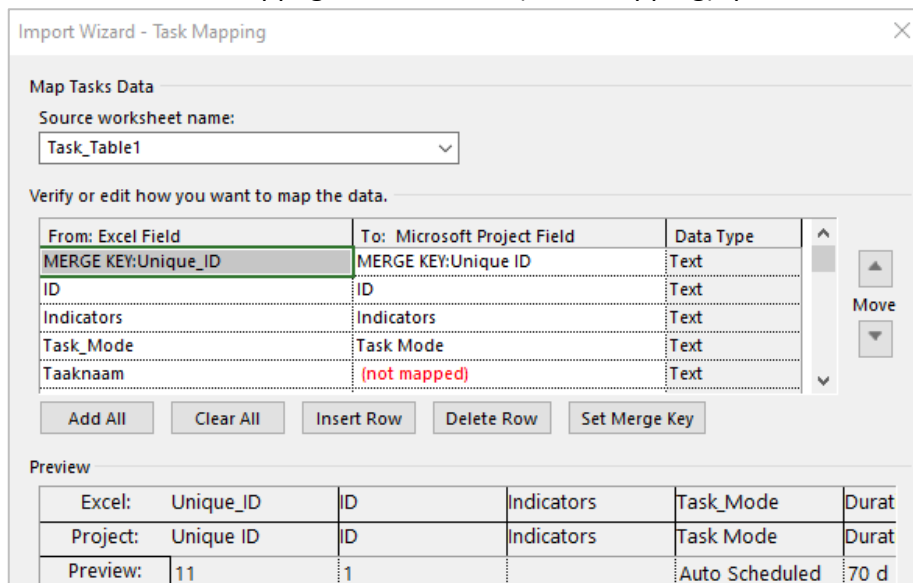 Import Wizard - Task Mapping
Map Tasks Data
Source worksheet name:
Task_Table1
Verify or edit how you want to map the data.
From: Excel Field To: Microsoft Project Field Data Type
MERGE KEY:Unique_ID MERGE KEY:Unique ID Text
ID ID Text
Indicators Indicators Text
Move
Task_Mode Task Mode Text
Taaknaam (not mapped) Text
Add All Clear All Insert Row Delete Row Set Merge Key
Preview
Excel: Unique_ID ID Indicators Task_Mode Durat
Project: Unique ID ID Indicators Task Mode Durat
Preview: 11 1 Auto Scheduled 70 d